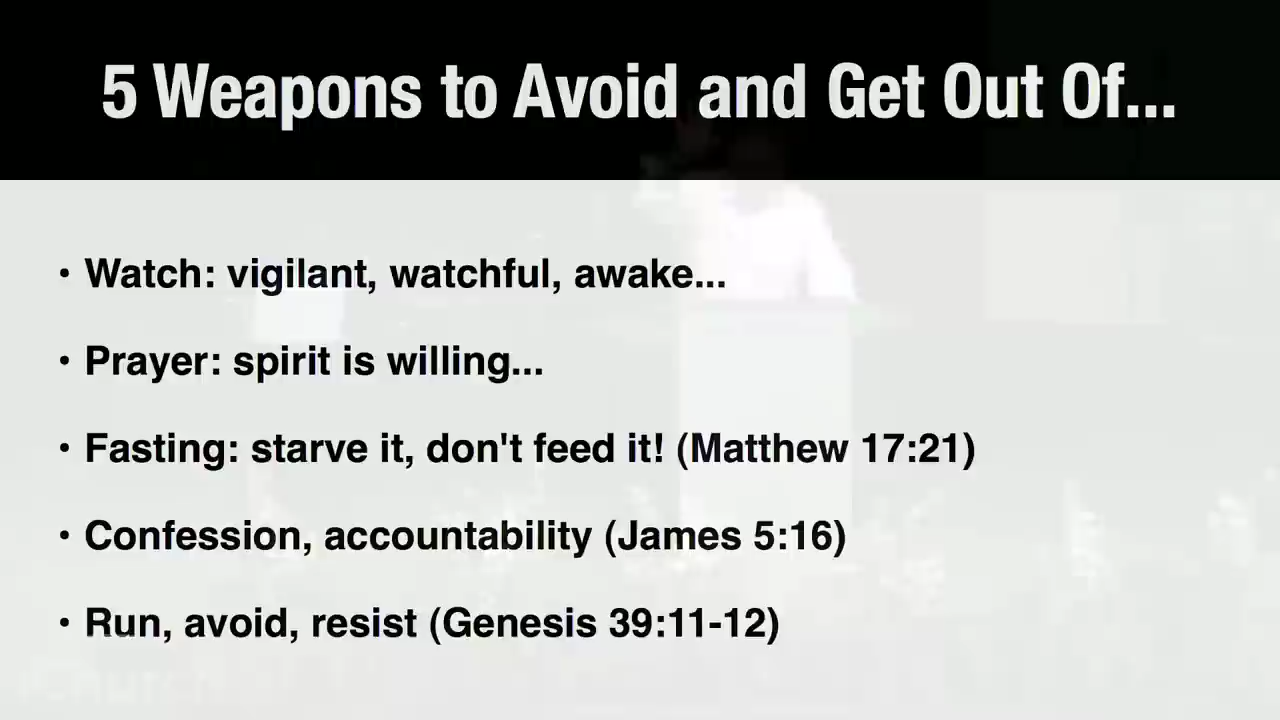 5 Weapons to Avoid and Get Out Of...
• Watch: vigilant, watchful, awake...
• Prayer: spirit is willing...
• Fasting: starve it, don't feed it! (Matthew 17:21)
• Confession, accountability (James 5:16)
• Run, avoid, resist (Genesis 39:11-12)